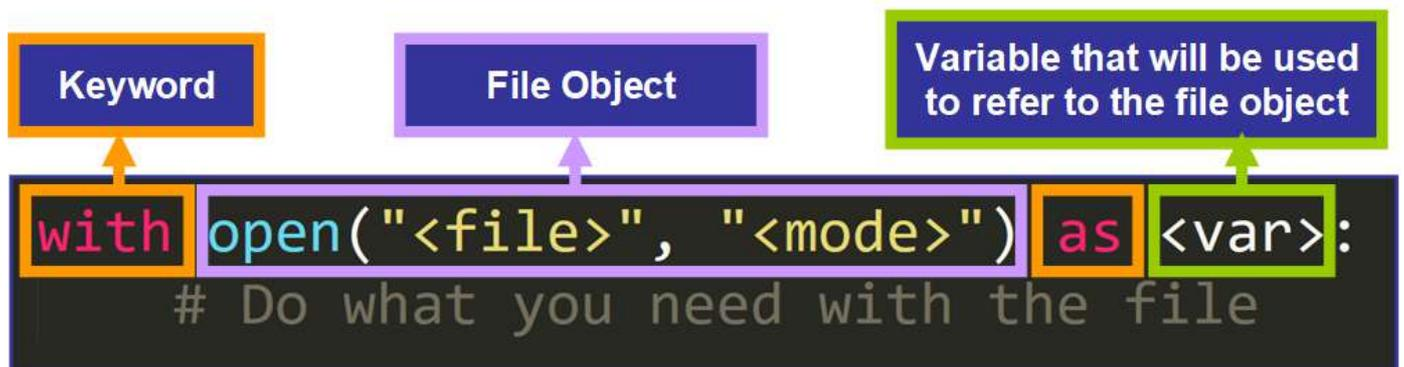 Keyword
File Object
Variable that will be used
to refer to the file object
with open("<file>", "<mode>") as <var>:
# Do what you need with the file